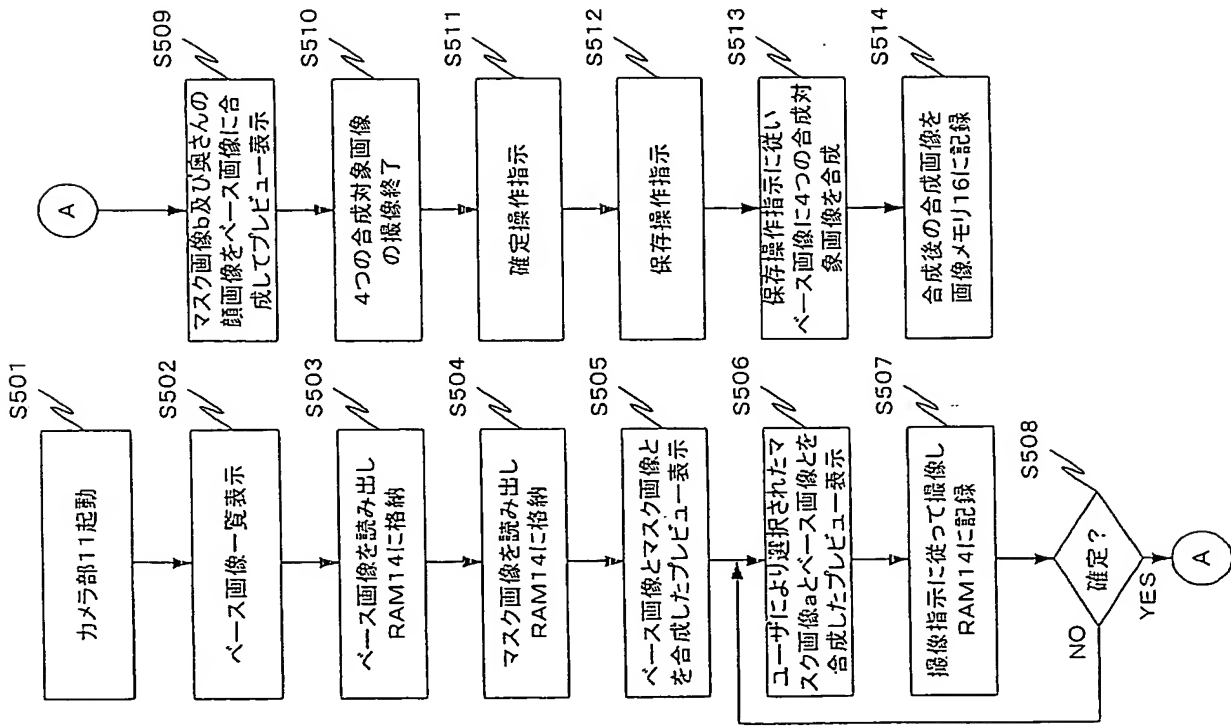 S501
カメラ部11起動
S502
ベース画像一覧表示
S503
ベース画像を読み出し
RAM14に格納
S504
マスク画像を読み出し
RAM14に格納
S505
ベース画像とマスク画像と
を合成したプレビュー表示
S506
ユーザにより選択されたマ
スク画像aとベース画像とを
合成したプレビュー表示
S507
撮像指示に従って撮像し
RAM14に記録
S508
確定?
NO
YES
A
A
S509
マスク画像b及び奥さんの
顔画像をベース画像に合
成してプレビュー表示
S510
4つの合成対象画像
の撮像終了
S511
確定操作指示
S512
保存操作指示
S513
保存操作指示に従い
ベース画像に4つの合成対
象画像を合成
S514
合成後の合成画像を
画像メモリ16に記録